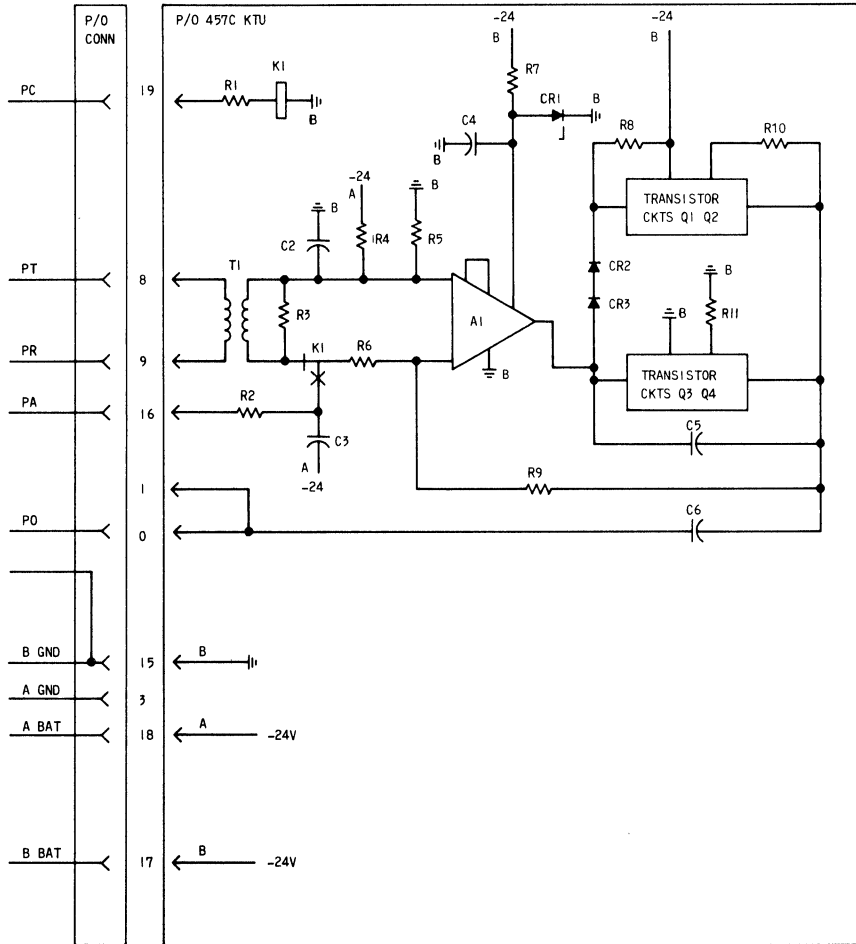 P/O CONN
P/O 457C KTU
-24
B
-24
B
PC
19
R1
K1
B
R7
CR1
B
C4
B
R8
R10
TRANSISTOR
CKTS Q1 Q2
-24
A
B
C2
B
R4
R5
PT
8
T1
R3
A1
CR2
CR3
B
B
R11
PR
9
K1
R6
B
TRANSISTOR
CKTS Q3 Q4
PA
16
R2
C3
A
-24
C5
1
R9
PO
0
C6
B GND
15
B
A GND
3
A BAT
18
A
-24V
B BAT
17
B
-24V